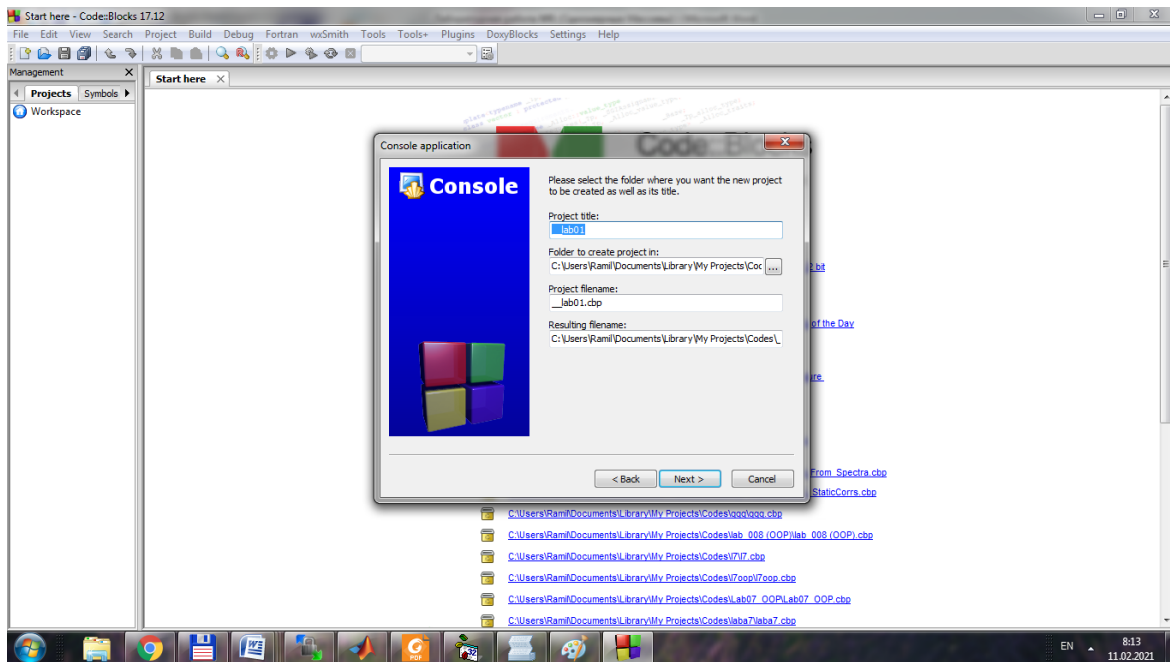 Start here - Code::Blocks 17.12
File Edit View Search Project Build Debug Fortran wxSmith Tools Tools+ Plugins DoxyBlocks Settings Help
Management
Start here
Projects Symbols
Workspace
Code::Blocks
Console application
Console
Please select the folder where you want the new project
to be created as well as its title.
Project title:
__lab01
Folder to create project in:
C:\Users\Ramil\Documents\Library\My Projects\Coc ...
2 bit
Project filename:
__lab01.cbp
of the Day
Resulting filename:
C:\Users\Ramil\Documents\Library\My Projects\Codes\_
ure
< Back Next > Cancel
From_Spectra.cbp
StaticCorrs.cbp
C:\Users\Ramil\Documents\Library\My Projects\Codes\qqq\qqq.cbp
C:\Users\Ramil\Documents\Library\My Projects\Codes\lab_008 (OOP)\lab_008 (OOP).cbp
C:\Users\Ramil\Documents\Library\My Projects\Codes\l7\l7.cbp
C:\Users\Ramil\Documents\Library\My Projects\Codes\l7oop\l7oop.cbp
C:\Users\Ramil\Documents\Library\My Projects\Codes\Lab07_OOP\Lab07_OOP.cbp
C:\Users\Ramil\Documents\Library\My Projects\Codes\laba7\laba7.cbp
PDF
EN 8:13
11.02.2021